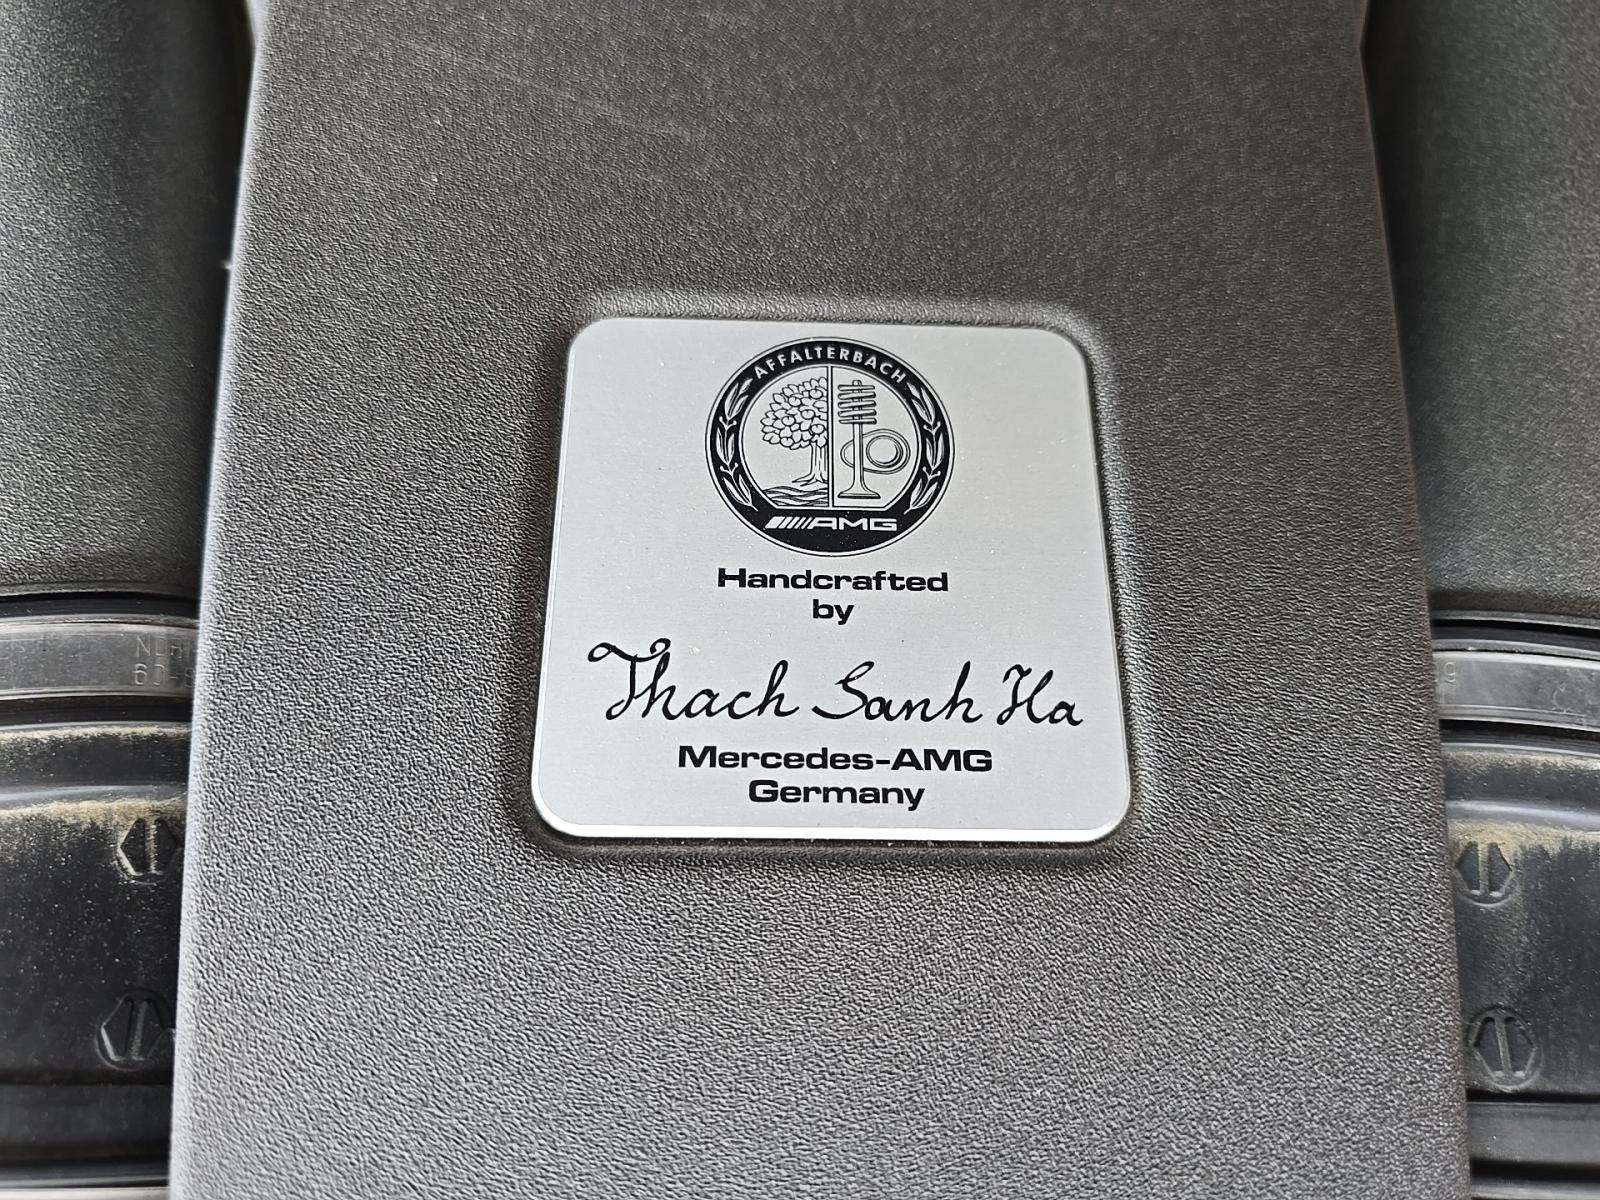 AFFALTERBACH
AMG
Handcrafted
by
Thach Sanh Ha
Mercedes-AMG
Germany